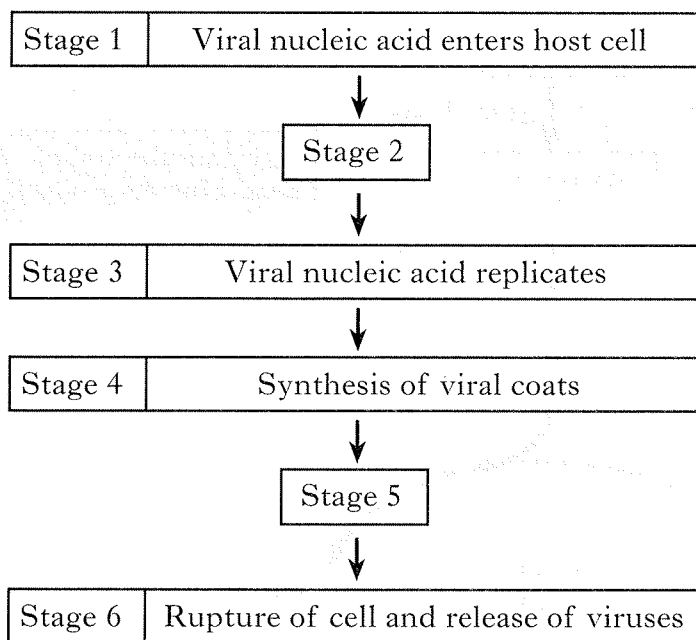 Stage 1 Viral nucleic acid enters host cell
Stage 2
Stage 3 Viral nucleic acid replicates
Stage 4 Synthesis of viral coats
Stage 5
Stage 6 Rupture of cell and release of viruses